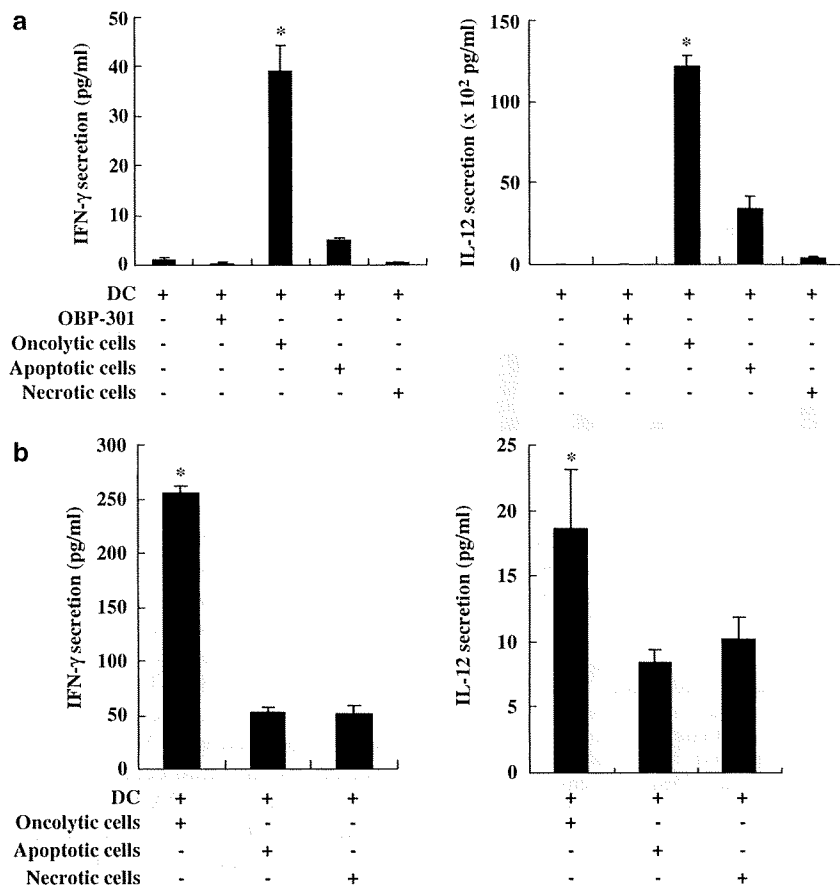 a
IFN-γ secretion (pg/ml)
50
40
30
20
10
0
*
IL-12 secretion (x 10² pg/ml)
150
100
50
0
*
DC + + + + + + + + + +
OBP-301 - + - - - - + - - -
Oncolytic cells - - + - - - - + - -
Apoptotic cells - - - + - - - - + -
Necrotic cells - - - - + - - - - +
b
IFN-γ secretion (pg/ml)
300
250
200
150
100
50
0
*
IL-12 secretion (pg/ml)
25
20
15
10
5
0
*
DC + + + + + +
Oncolytic cells + - - + - -
Apoptotic cells - + - - + -
Necrotic cells - - + - - +